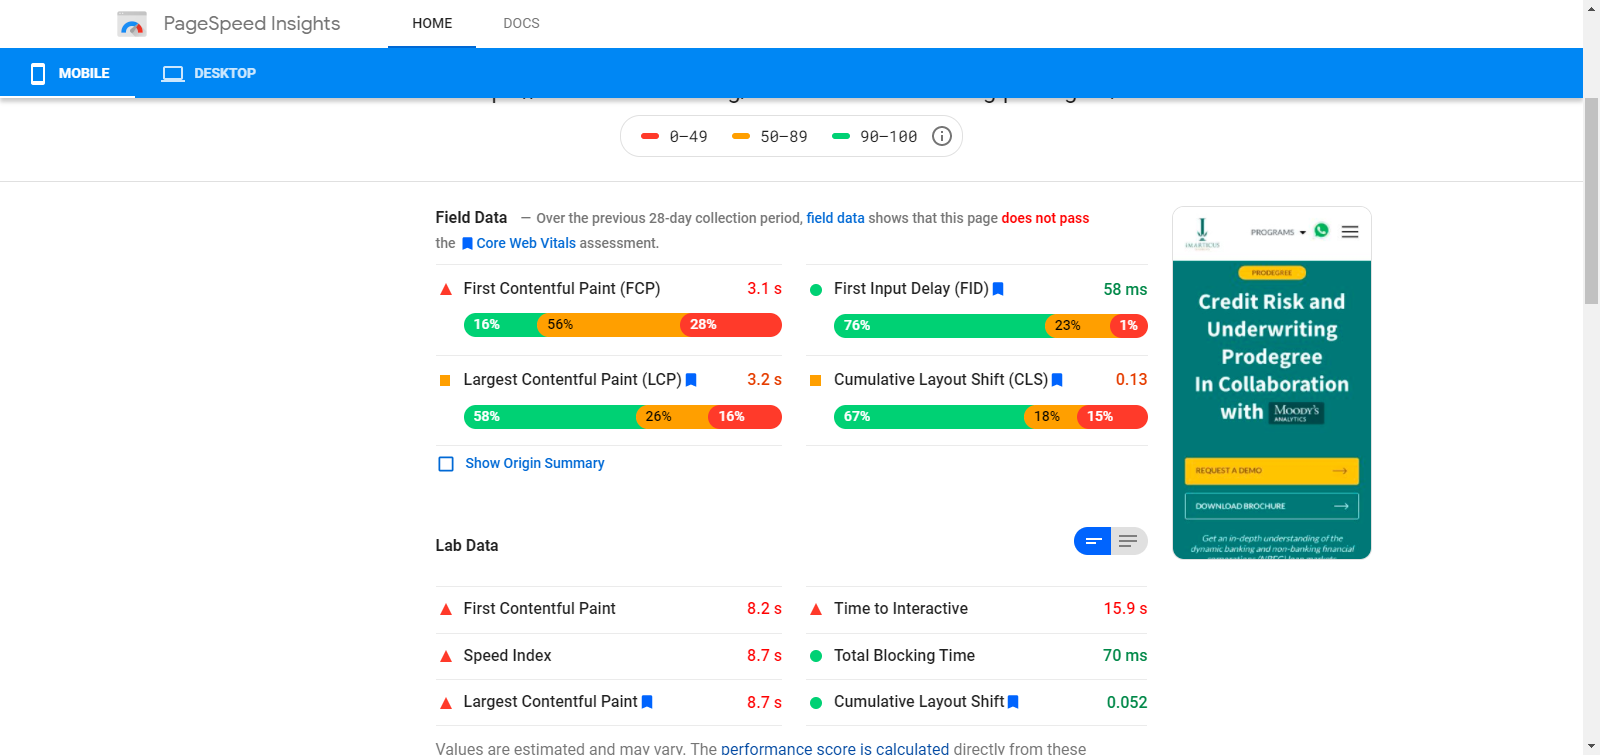 PageSpeed Insights
HOME
DOCS
MOBILE
DESKTOP
0–49
50–89
90–100
Field Data — Over the previous 28-day collection period, field data shows that this page does not pass
the Core Web Vitals assessment.
First Contentful Paint (FCP) 3.1 s
16% 56% 28%
First Input Delay (FID) 58 ms
76% 23% 1%
Largest Contentful Paint (LCP) 3.2 s
58% 26% 16%
Cumulative Layout Shift (CLS) 0.13
67% 18% 15%
Show Origin Summary
Lab Data
First Contentful Paint 8.2 s
Time to Interactive 15.9 s
Speed Index 8.7 s
Total Blocking Time 70 ms
Largest Contentful Paint 8.7 s
Cumulative Layout Shift 0.052
Values are estimated and may vary. The performance score is calculated directly from these
IMARTICUS
PROGRAMS
PRODEGREE
Credit Risk and
Underwriting
Prodegree
In Collaboration
with MOODY'S
ANALYTICS
REQUEST A DEMO
DOWNLOAD BROCHURE
Get an in-depth understanding of the
dynamic banking and non-banking financial